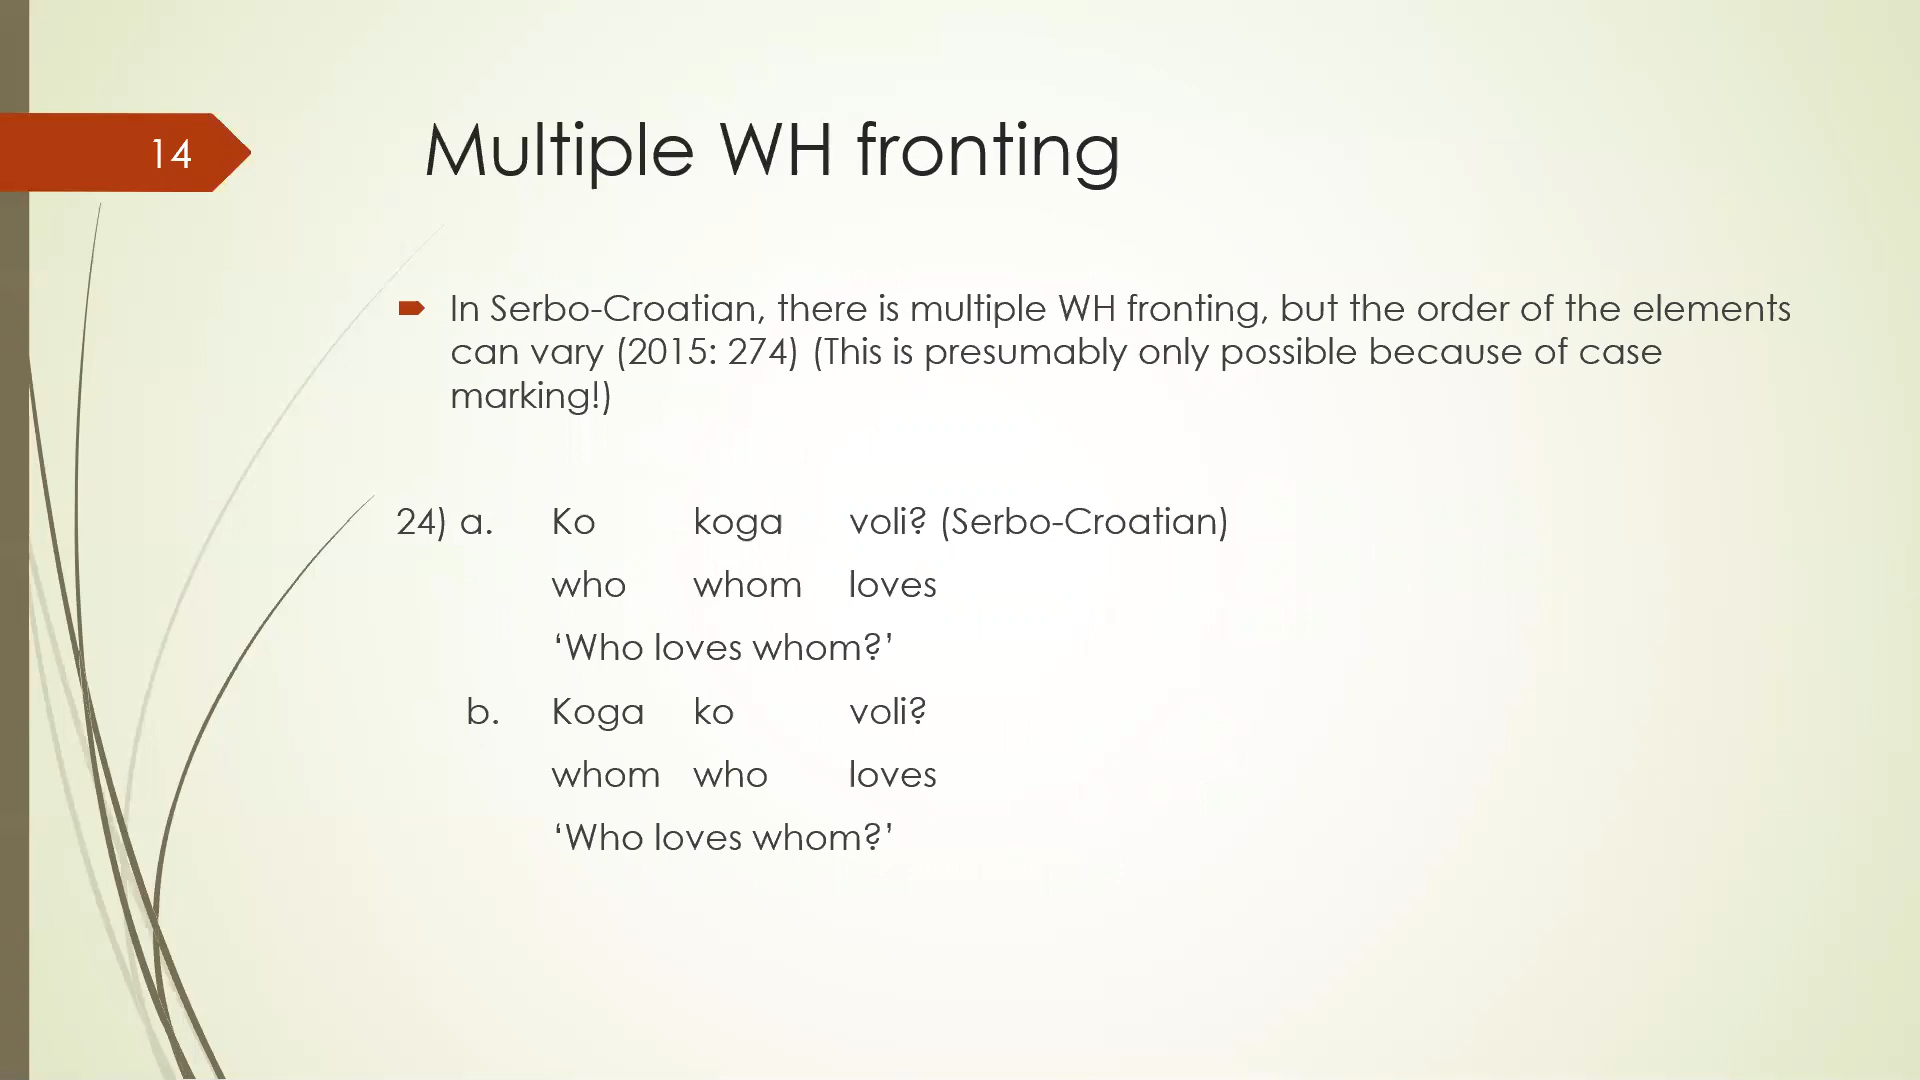 14
Multiple WH fronting
In Serbo-Croatian, there is multiple WH fronting, but the order of the elements
can vary (2015: 274) (This is presumably only possible because of case
marking!)
24) a. Ko koga voli? (Serbo-Croatian)
who whom loves
‘Who loves whom?’
b. Koga ko voli?
whom who loves
‘Who loves whom?’